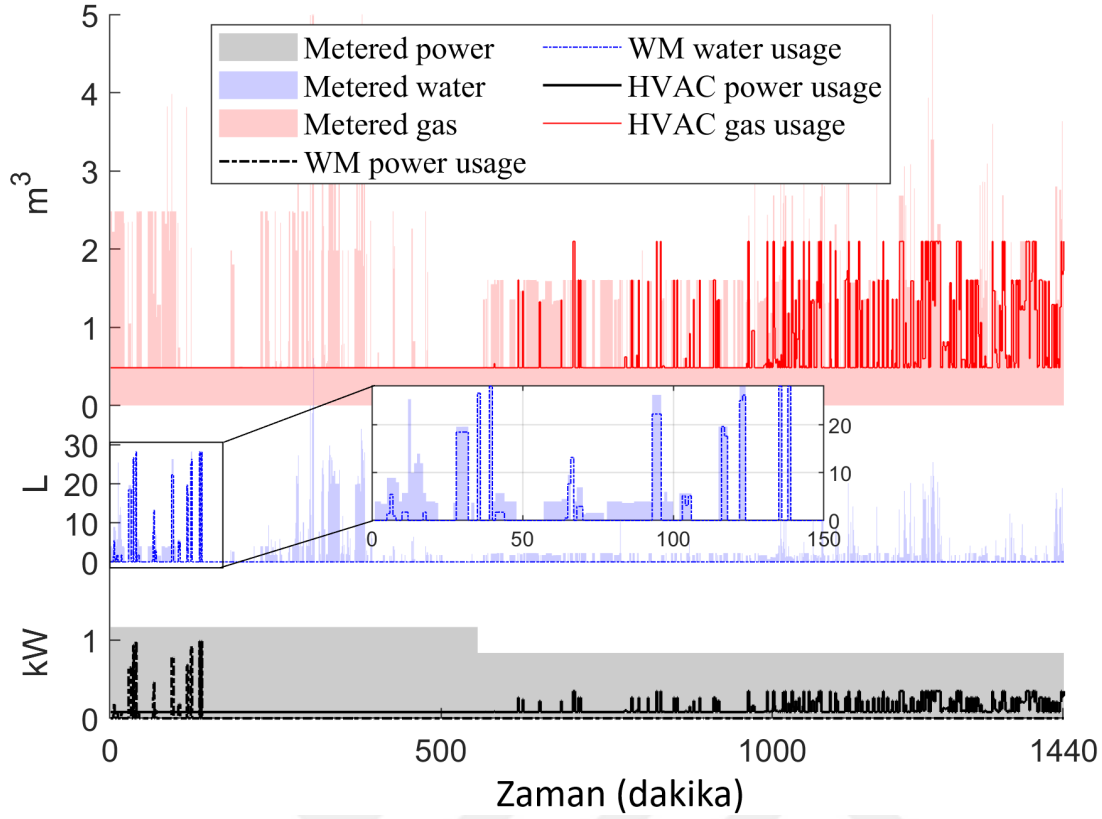 5
4
3
2
1
0
m³
Metered power
Metered water
Metered gas
WM power usage
WM water usage
HVAC power usage
HVAC gas usage
30
20
10
0
L
20
10
0
0 50 100 150
1
0
kW
0 500 1000 1440
Zaman (dakika)